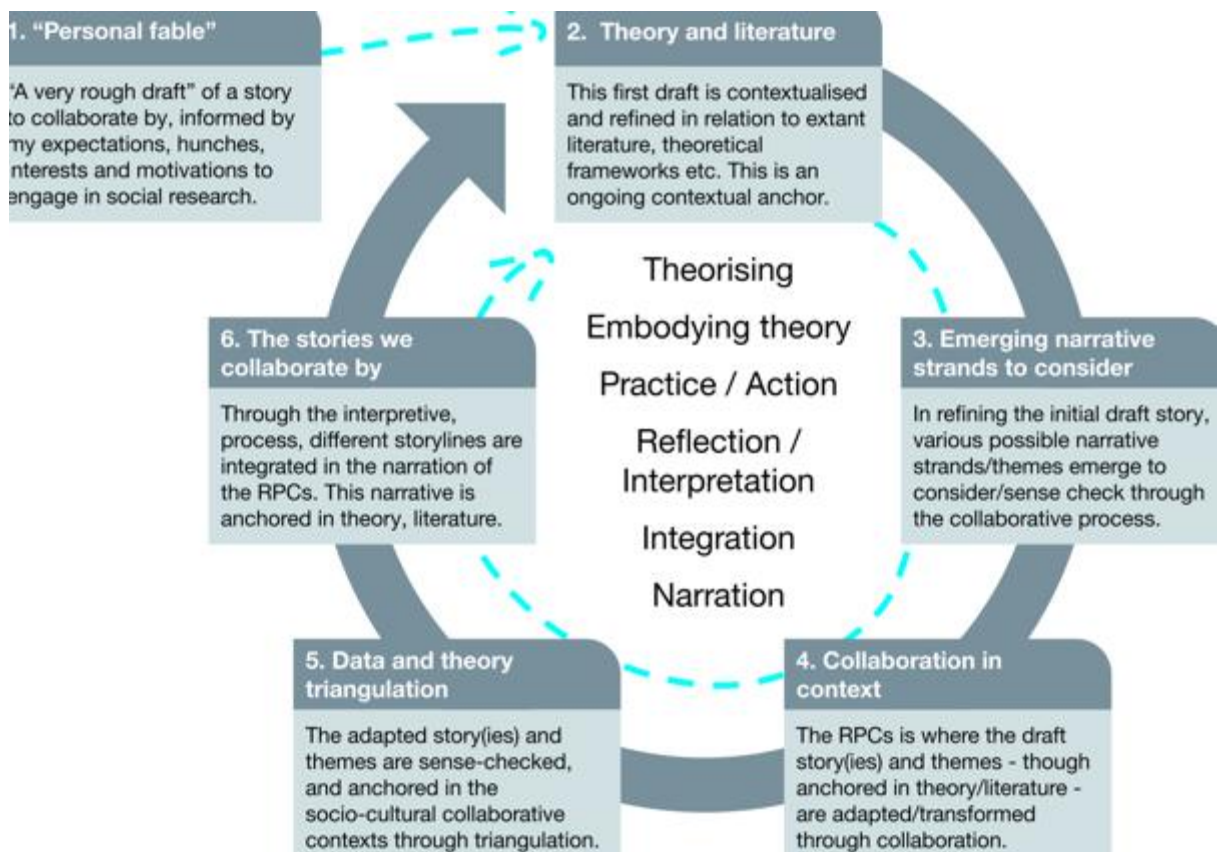 1. “Personal fable”
“A very rough draft” of a story
to collaborate by, informed by
my expectations, hunches,
interests and motivations to
engage in social research.
2. Theory and literature
This first draft is contextualised
and refined in relation to extant
literature, theoretical
frameworks etc. This is an
ongoing contextual anchor.
3. Emerging narrative
strands to consider
In refining the initial draft story,
various possible narrative
strands/themes emerge to
consider/sense check through
the collaborative process.
4. Collaboration in
context
The RPCs is where the draft
story(ies) and themes - though
anchored in theory/literature -
are adapted/transformed
through collaboration.
5. Data and theory
triangulation
The adapted story(ies) and
themes are sense-checked,
and anchored in the
socio-cultural collaborative
contexts through triangulation.
6. The stories we
collaborate by
Through the interpretive,
process, different storylines are
integrated in the narration of
the RPCs. This narrative is
anchored in theory, literature.
Theorising
Embodying theory
Practice / Action
Reflection /
Interpretation
Integration
Narration